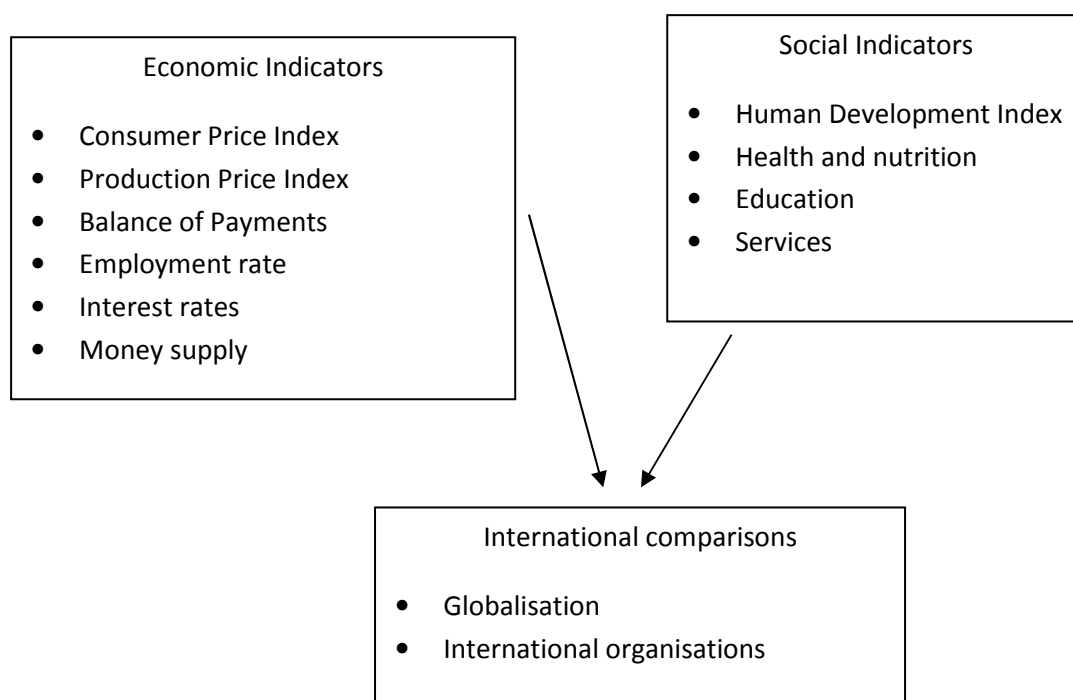 Economic Indicators
• Consumer Price Index
• Production Price Index
• Balance of Payments
• Employment rate
• Interest rates
• Money supply
Social Indicators
• Human Development Index
• Health and nutrition
• Education
• Services
International comparisons
• Globalisation
• International organisations